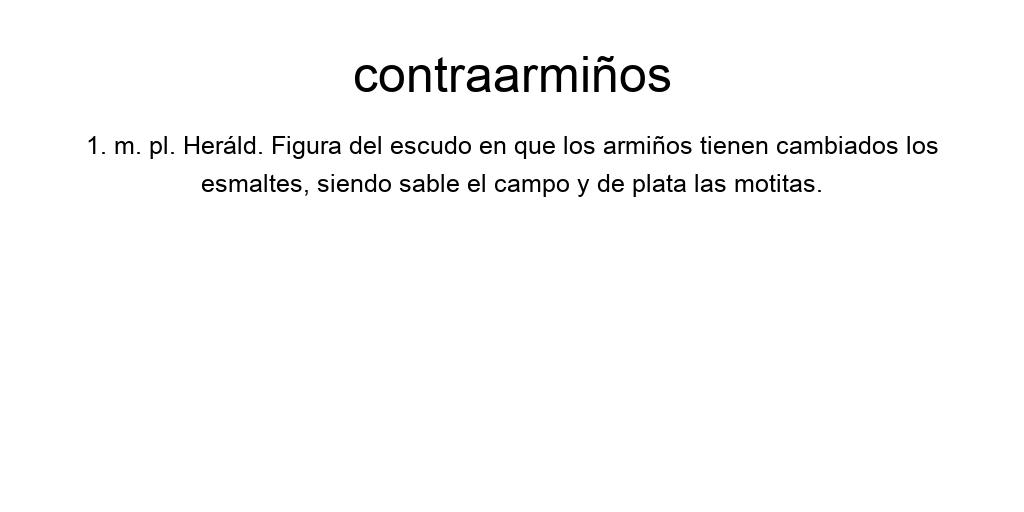 contraarmiños
1. m. pl. Heráld. Figura del escudo en que los armiños tienen cambiados los
esmaltes, siendo sable el campo y de plata las motitas.